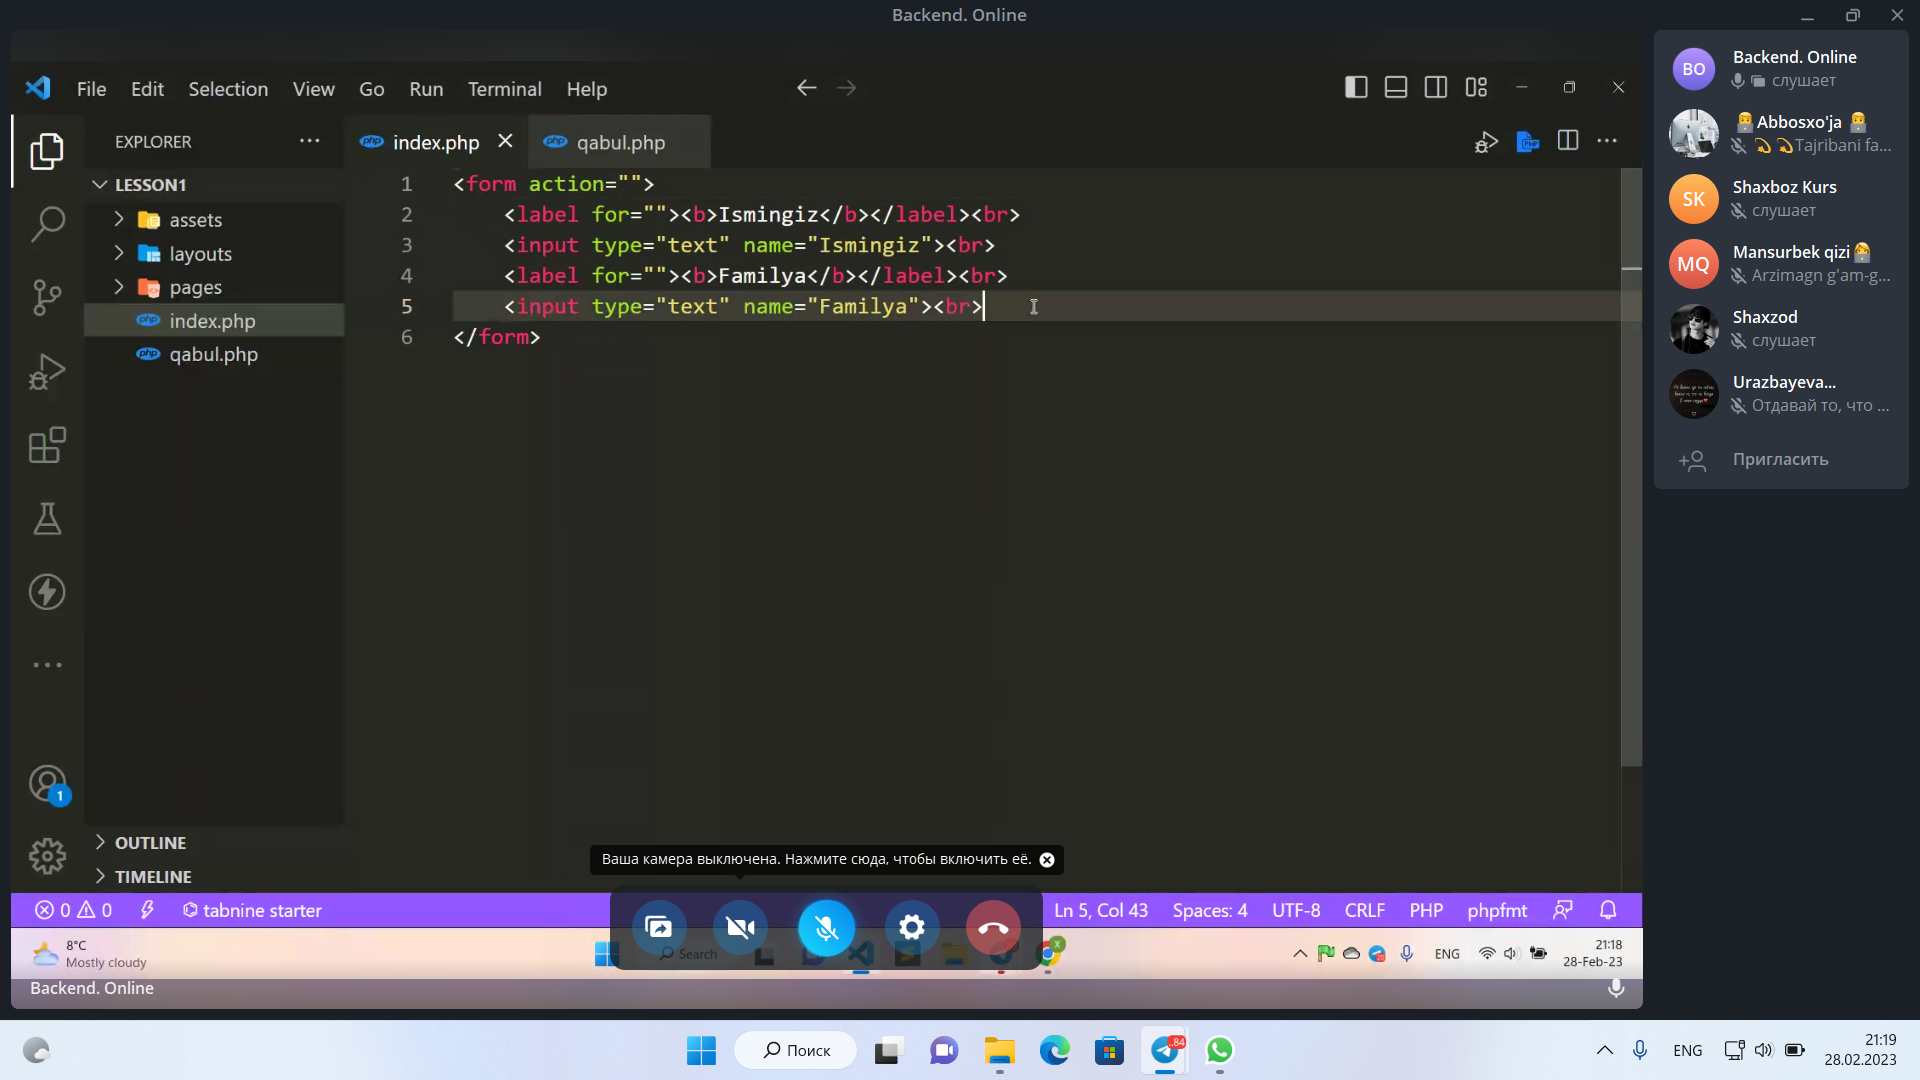 Backend. Online
File Edit Selection View Go Run Terminal Help
EXPLORER
index.php
qabul.php
LESSON1
assets
layouts
pages
index.php
qabul.php
1 <form action="">
2 <label for=""><b>Ismingiz</b></label><br>
3 <input type="text" name="Ismingiz"><br>
4 <label for=""><b>Familya</b></label><br>
5 <input type="text" name="Familya"><br>
6 </form>
1
OUTLINE
TIMELINE
Ваша камера выключена. Нажмите сюда, чтобы включить её.
0 0 tabnine starter
Ln 5, Col 43 Spaces: 4 UTF-8 CRLF PHP phpfmt
8°C
Mostly cloudy
Search
ENG
21:18
28-Feb-23
Backend. Online
BO
Backend. Online
слушает
Abbosxo'ja
Tajribani fa...
SK
Shaxboz Kurs
слушает
MQ
Mansurbek qizi
Arzimagn g'am-g...
Shaxzod
слушает
Urazbayeva...
Отдавай то, что ...
Пригласить
Поиск
..84
ENG
21:19
28.02.2023